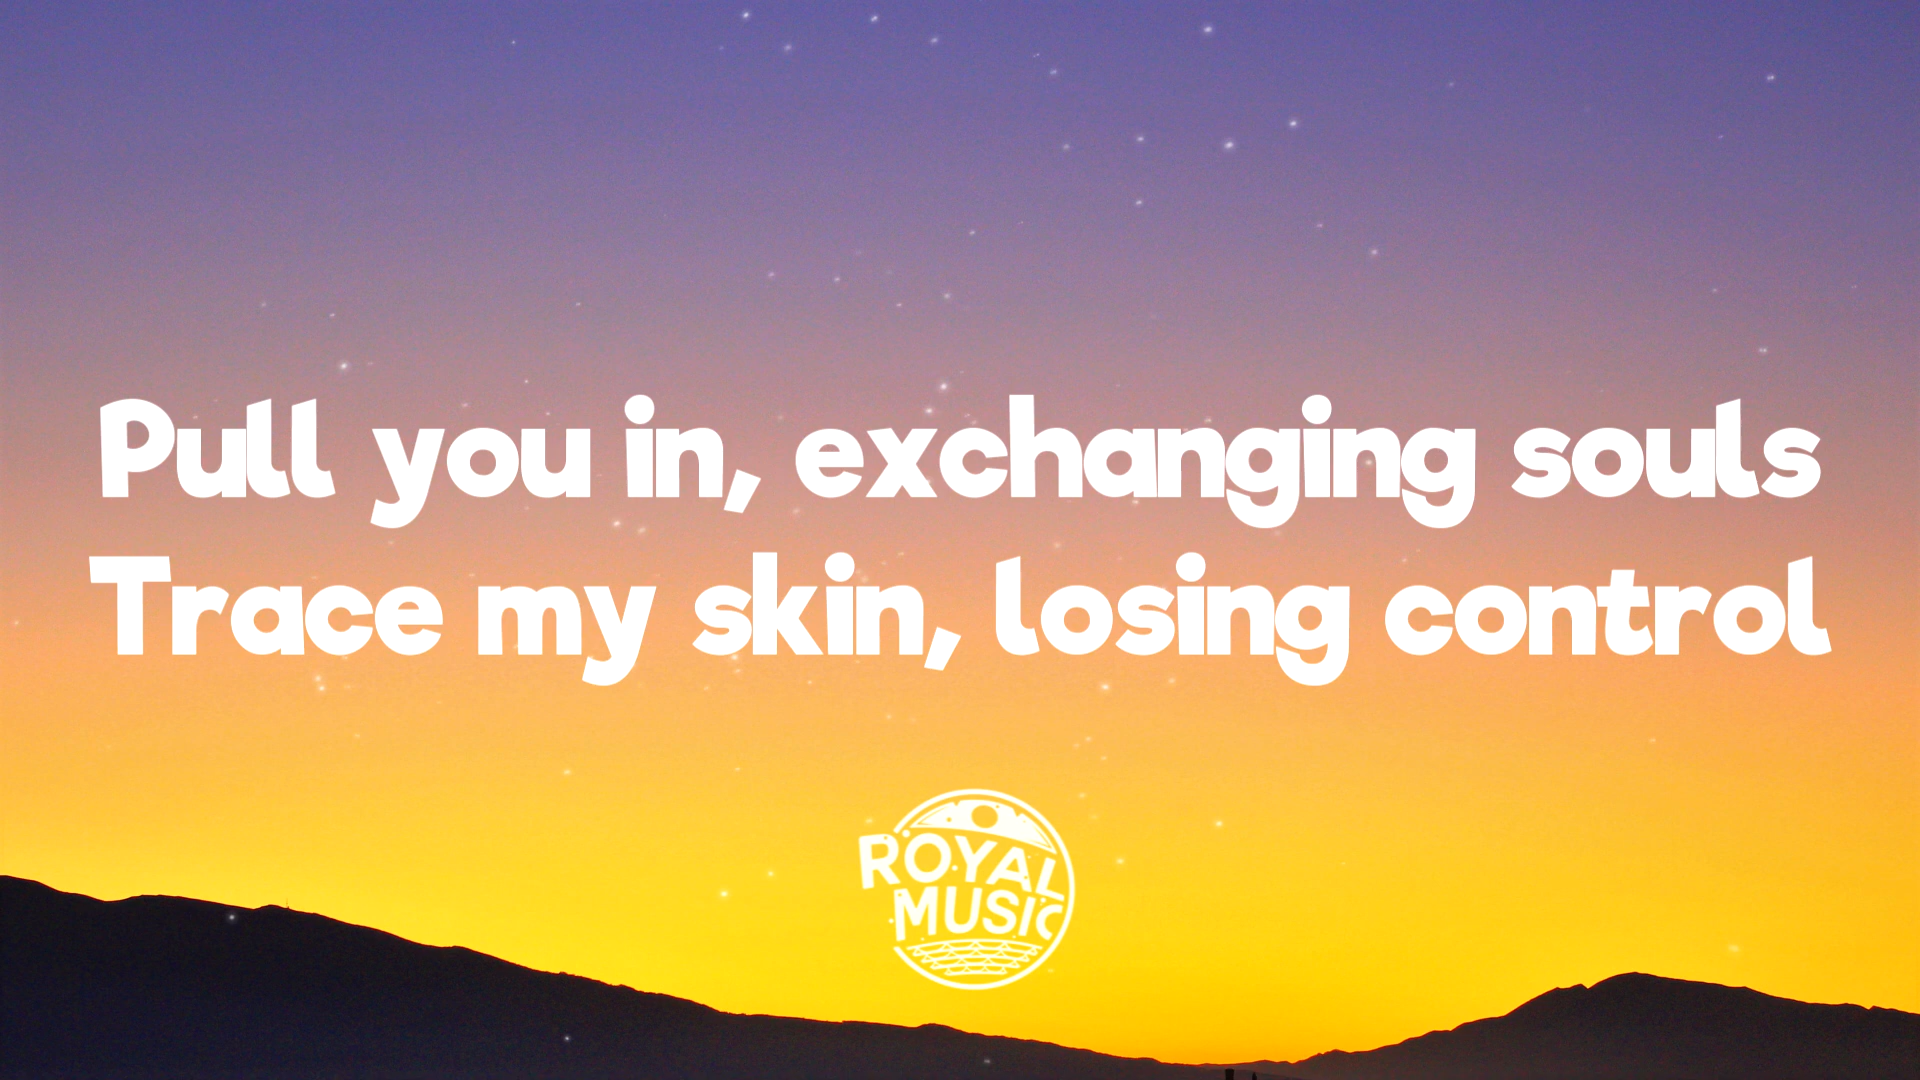 Pull you in, exchanging souls
Trace my skin, losing control
ROYAL
MUSIC